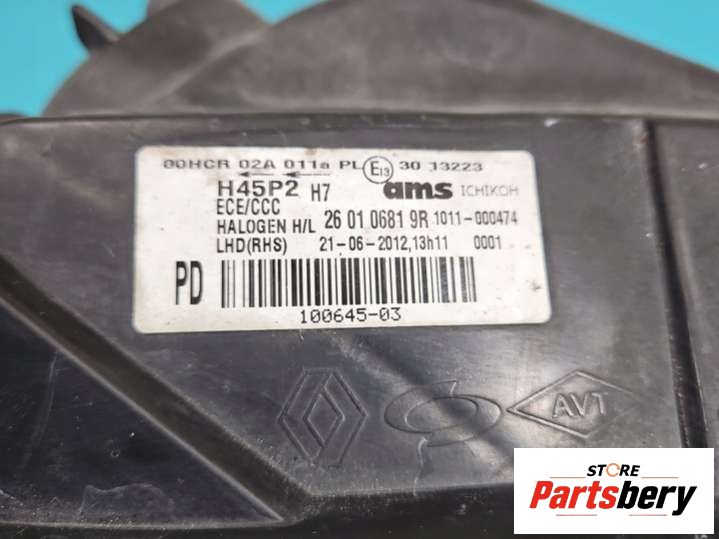 00HCR 02A 011a PL E13 30 13223
H45P2 H7 ams ICHIKOH
ECE/CCC
HALOGEN H/L 26 01 0681 9R 1011-000474
LHD(RHS) 21-06-2012,13h11 0001
PD
100645-03
AVT
STORE
Partsbery